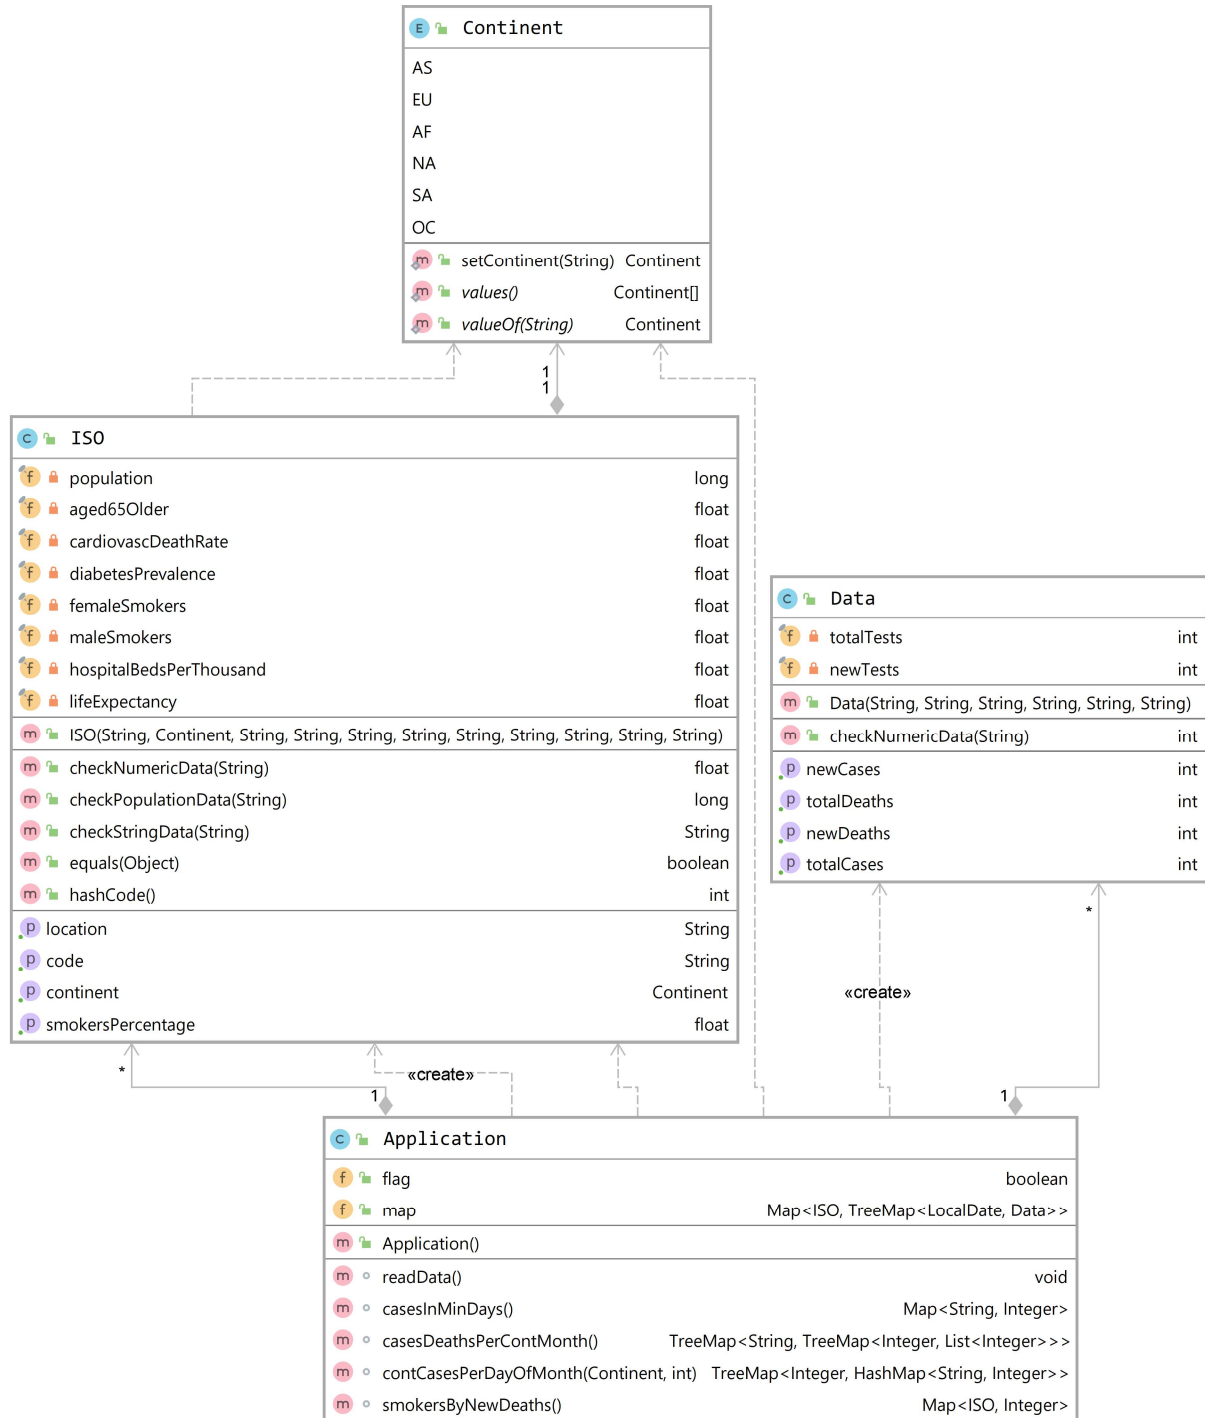 E Continent
AS
EU
AF
NA
SA
OC
m setContinent(String) Continent
m values() Continent[]
m valueOf(String) Continent
1
1
C ISO
f population long
f aged65Older float
f cardiovascDeathRate float
f diabetesPrevalence float
f femaleSmokers float
f maleSmokers float
f hospitalBedsPerThousand float
f lifeExpectancy float
m ISO(String, Continent, String, String, String, String, String, String, String, String, String)
m checkNumericData(String) float
m checkPopulationData(String) long
m checkStringData(String) String
m equals(Object) boolean
m hashCode() int
p location String
p code String
p continent Continent
p smokersPercentage float
C Data
f totalTests int
f newTests int
m Data(String, String, String, String, String, String)
m checkNumericData(String) int
p newCases int
p totalDeaths int
p newDeaths int
p totalCases int
*
«create»
*
«create»
1
1
C Application
f flag boolean
f map Map<ISO, TreeMap<LocalDate, Data>>
m Application()
m readData() void
m casesInMinDays() Map<String, Integer>
m casesDeathsPerContMonth() TreeMap<String, TreeMap<Integer, List<Integer>>>
m contCasesPerDayOfMonth(Continent, int) TreeMap<Integer, HashMap<String, Integer>>
m smokersByNewDeaths() Map<ISO, Integer>